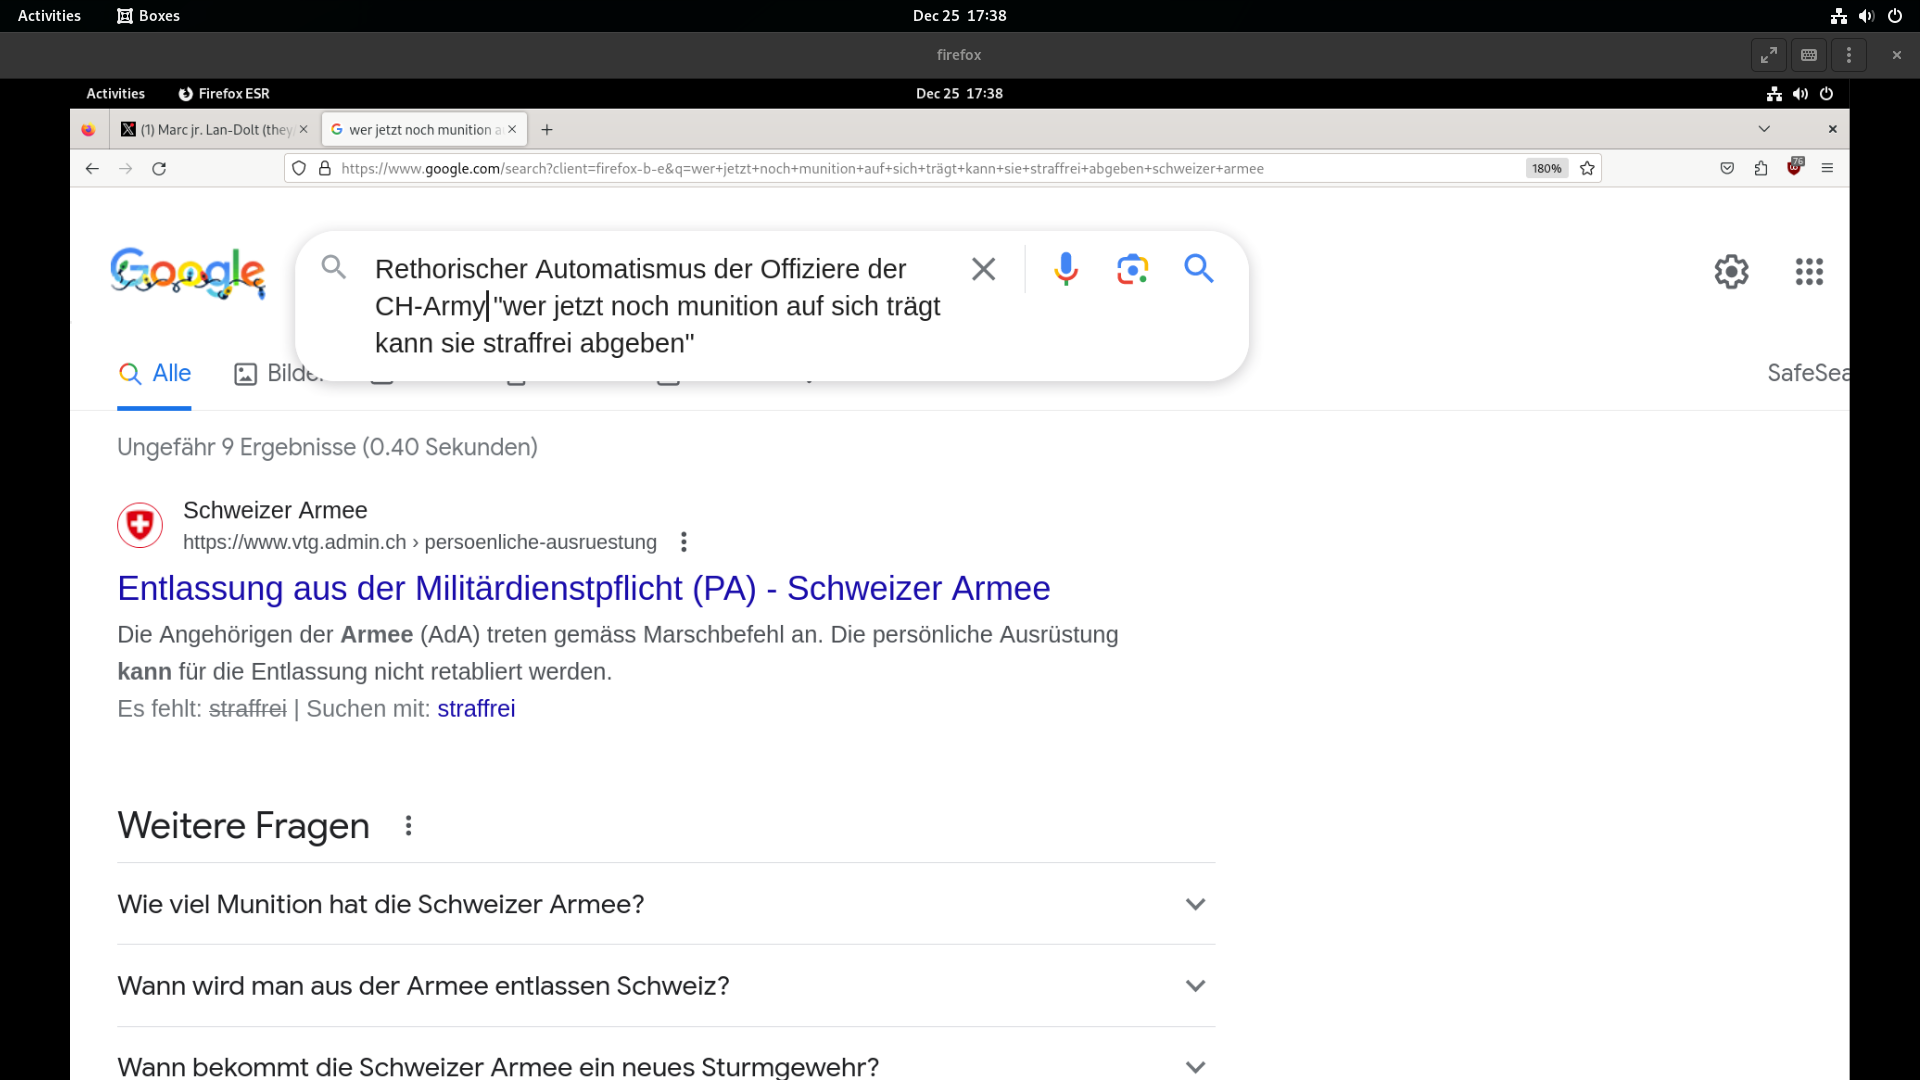 Activities Boxes Dec 25 17:38
firefox
Activities Firefox ESR Dec 25 17:38
(1) Marc jr. Lan-Dolt (they wer jetzt noch munition a
https://www.google.com/search?client=firefox-b-e&q=wer+jetzt+noch+munition+auf+sich+trägt+kann+sie+straffrei+abgeben+schweizer+armee 180% 76
Google
Rethorischer Automatismus der Offiziere der
CH-Army "wer jetzt noch munition auf sich trägt
kann sie straffrei abgeben"
Alle Bilder SafeSea
Ungefähr 9 Ergebnisse (0.40 Sekunden)
Schweizer Armee
https://www.vtg.admin.ch › persoenliche-ausruestung
Entlassung aus der Militärdienstpflicht (PA) - Schweizer Armee
Die Angehörigen der Armee (AdA) treten gemäss Marschbefehl an. Die persönliche Ausrüstung
kann für die Entlassung nicht retabliert werden.
Es fehlt: straffrei | Suchen mit: straffrei
Weitere Fragen
Wie viel Munition hat die Schweizer Armee?
Wann wird man aus der Armee entlassen Schweiz?
Wann bekommt die Schweizer Armee ein neues Sturmgewehr?